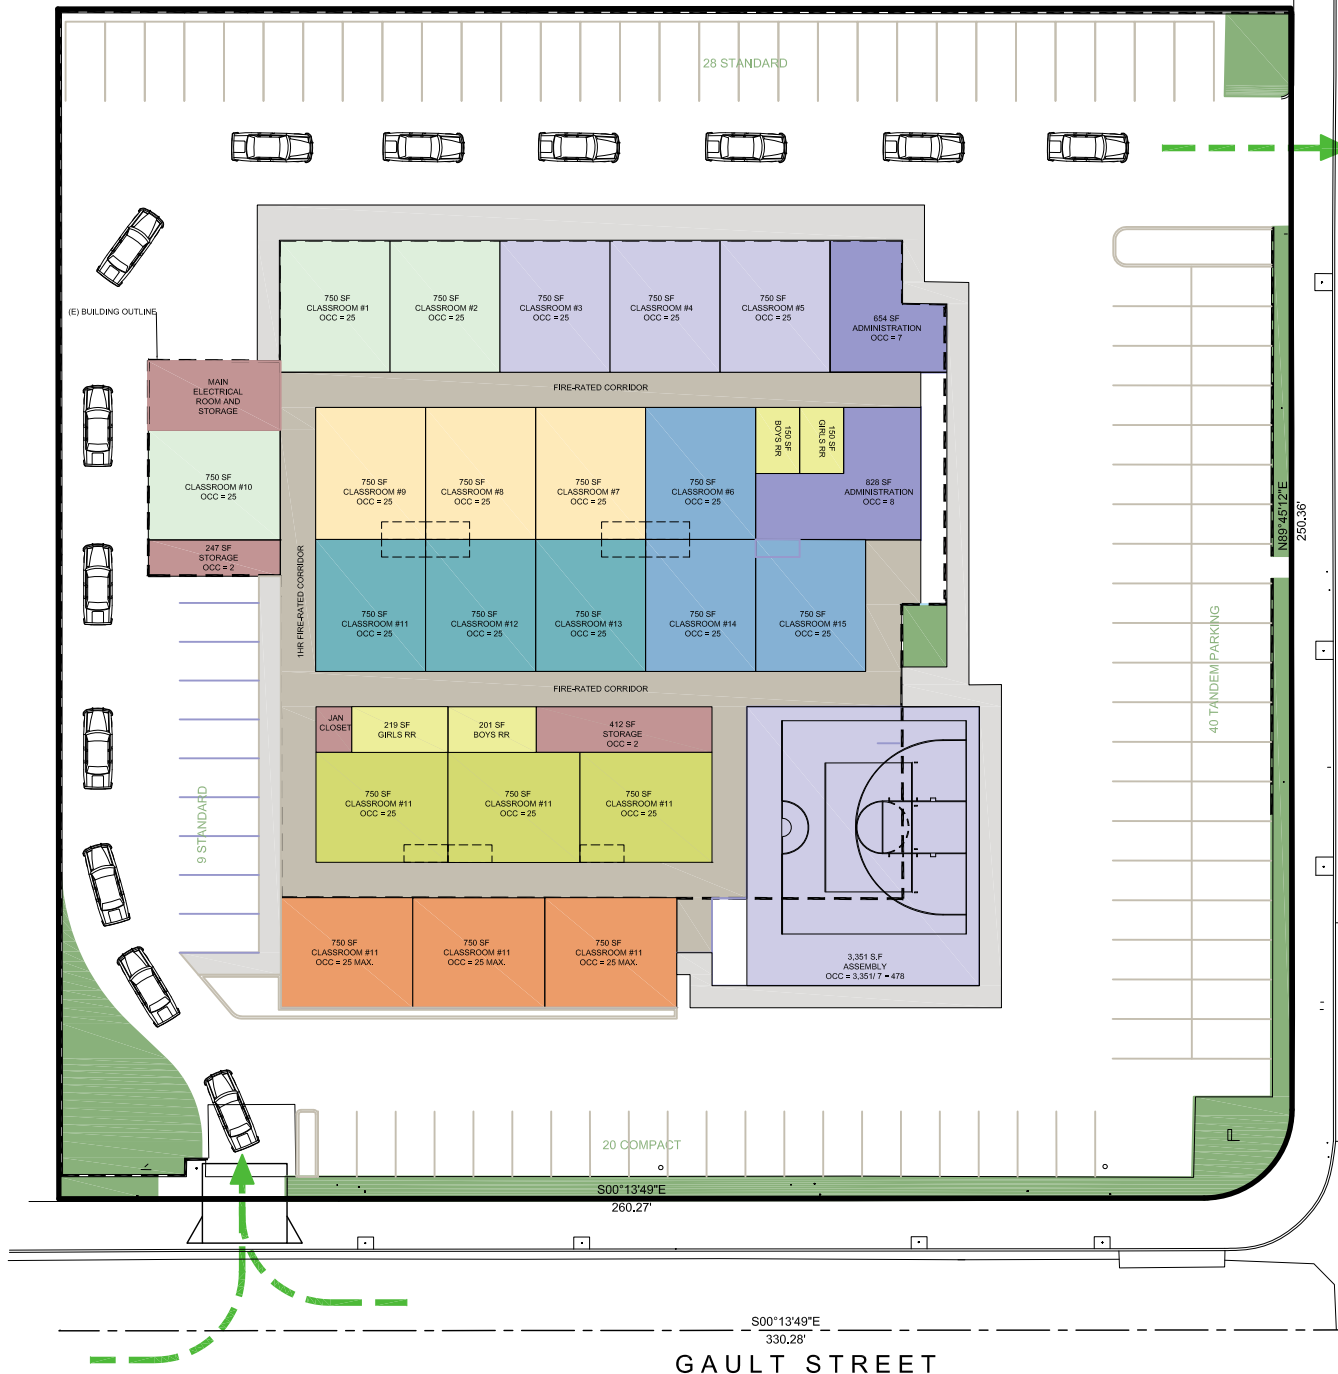 28 STANDARD
(E) BUILDING OUTLINE
750 SF
CLASSROOM #1
OCC = 25
750 SF
CLASSROOM #2
OCC = 25
750 SF
CLASSROOM #3
OCC = 25
750 SF
CLASSROOM #4
OCC = 25
750 SF
CLASSROOM #5
OCC = 25
654 SF
ADMINISTRATION
OCC = 7
MAIN
ELECTRICAL
ROOM AND
STORAGE
FIRE-RATED CORRIDOR
750 SF
CLASSROOM #10
OCC = 25
750 SF
CLASSROOM #9
OCC = 25
750 SF
CLASSROOM #8
OCC = 25
750 SF
CLASSROOM #7
OCC = 25
750 SF
CLASSROOM #6
OCC = 25
150 SF
BOYS RR
150 SF
GIRLS RR
828 SF
ADMINISTRATION
OCC = 8
247 SF
STORAGE
OCC = 2
1HR FIRE-RATED CORRIDOR
750 SF
CLASSROOM #11
OCC = 25
750 SF
CLASSROOM #12
OCC = 25
750 SF
CLASSROOM #13
OCC = 25
750 SF
CLASSROOM #14
OCC = 25
750 SF
CLASSROOM #15
OCC = 25
N89°45'12"E
250.36'
40 TANDEM PARKING
FIRE-RATED CORRIDOR
JAN
CLOSET
219 SF
GIRLS RR
201 SF
BOYS RR
412 SF
STORAGE
OCC = 2
9 STANDARD
750 SF
CLASSROOM #11
OCC = 25
750 SF
CLASSROOM #11
OCC = 25
750 SF
CLASSROOM #11
OCC = 25
750 SF
CLASSROOM #11
OCC = 25 MAX.
750 SF
CLASSROOM #11
OCC = 25 MAX.
750 SF
CLASSROOM #11
OCC = 25 MAX.
3,351 S.F
ASSEMBLY
OCC = 3,351/ 7 = 478
20 COMPACT
S00°13'49"E
260.27'
S00°13'49"E
330.28'
GAULT STREET